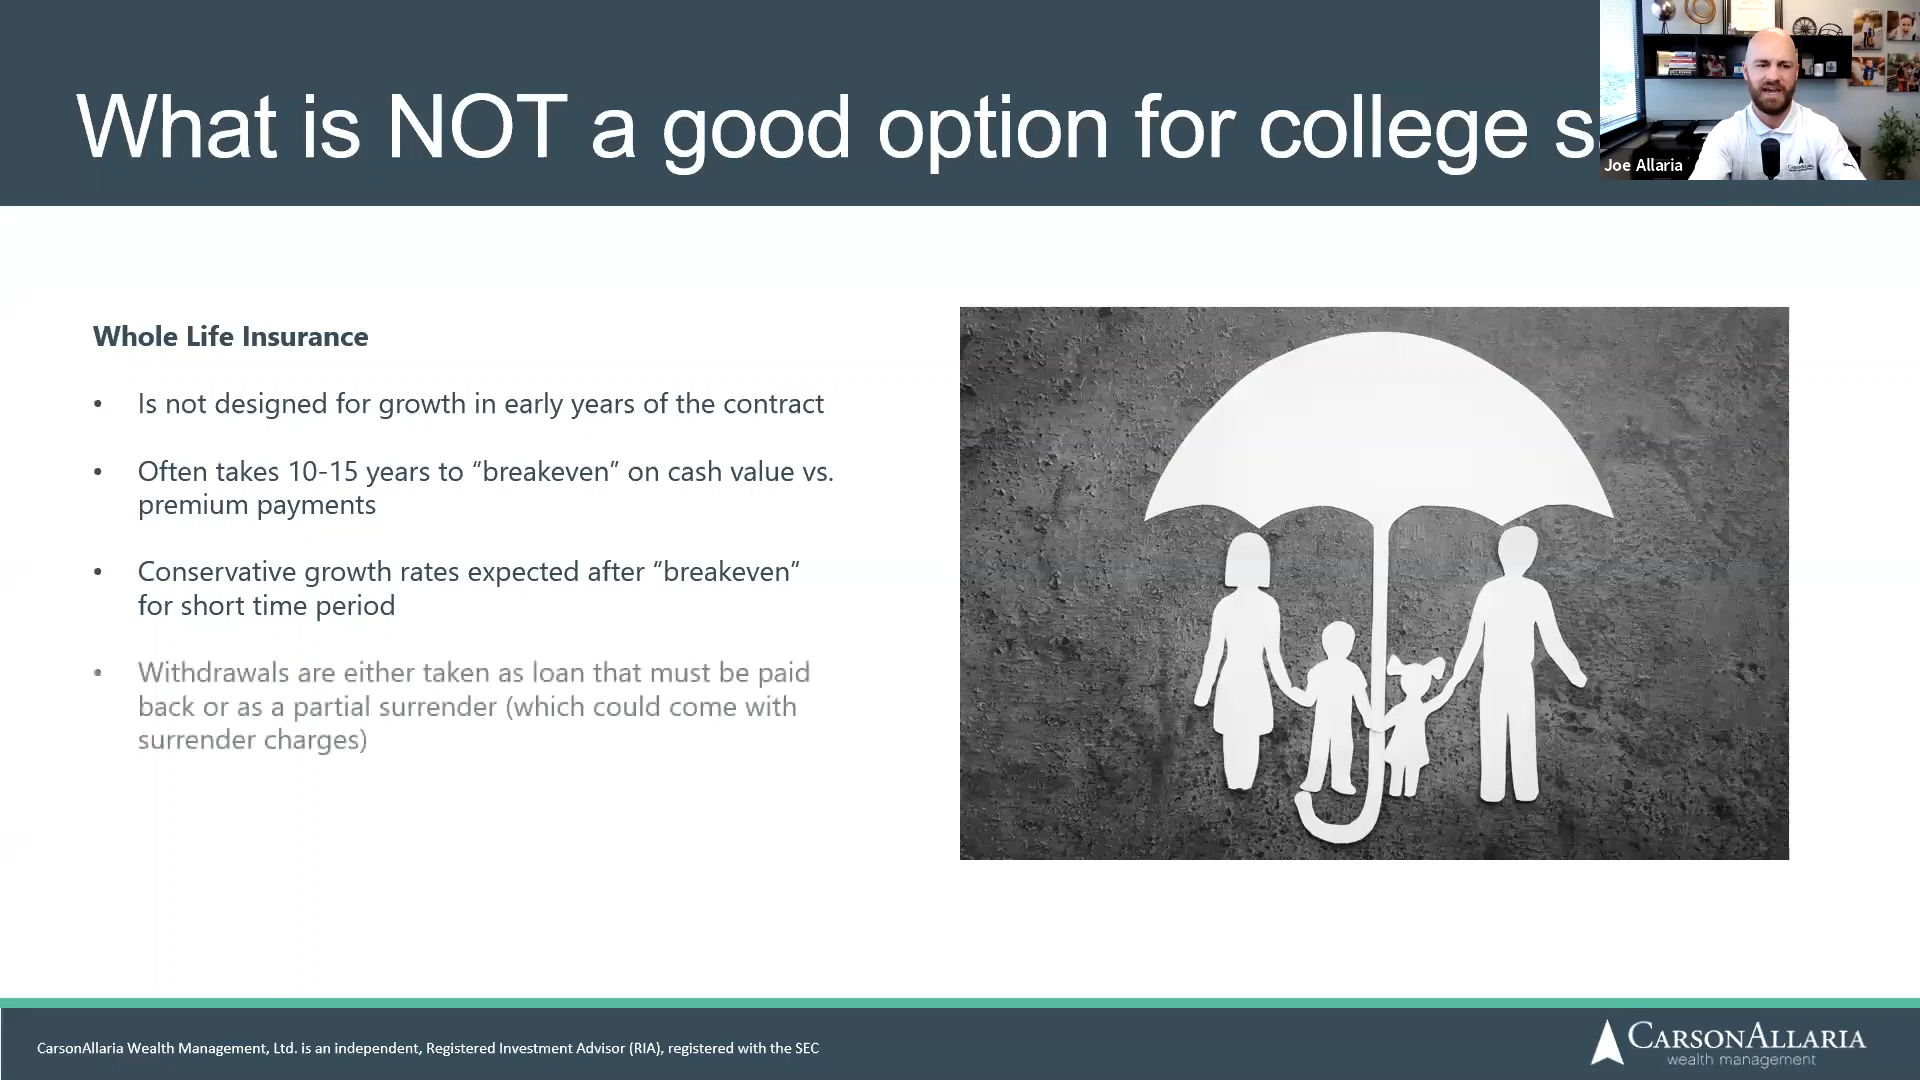 What is NOT a good option for college s
Joe Allaria
Whole Life Insurance
• Is not designed for growth in early years of the contract
• Often takes 10-15 years to “breakeven” on cash value vs.
premium payments
• Conservative growth rates expected after “breakeven”
for short time period
• Withdrawals are either taken as loan that must be paid
back or as a partial surrender (which could come with
surrender charges)
CarsonAllaria Wealth Management, Ltd. is an independent, Registered Investment Advisor (RIA), registered with the SEC
CARSONALLARIA
wealth management